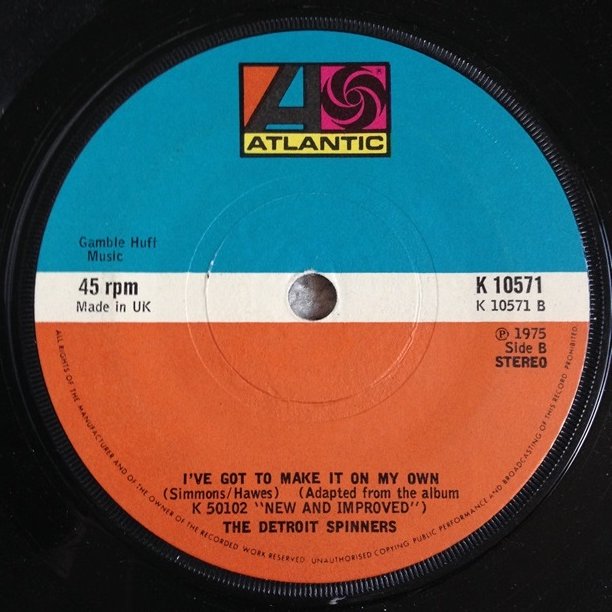 ATLANTIC
Gamble Huff
Music
45 rpm
Made in UK
K 10571
K 10571 B
℗ 1975
Side B
STEREO
I'VE GOT TO MAKE IT ON MY OWN
(Simmons/Hawes) (Adapted from the album
K 50102 "NEW AND IMPROVED")
THE DETROIT SPINNERS
ALL RIGHTS OF THE MANUFACTURER AND OF THE OWNER OF THE RECORDED WORK RESERVED. UNAUTHORISED COPYING PUBLIC PERFORMANCE AND BROADCASTING OF THIS RECORD PROHIBITED.